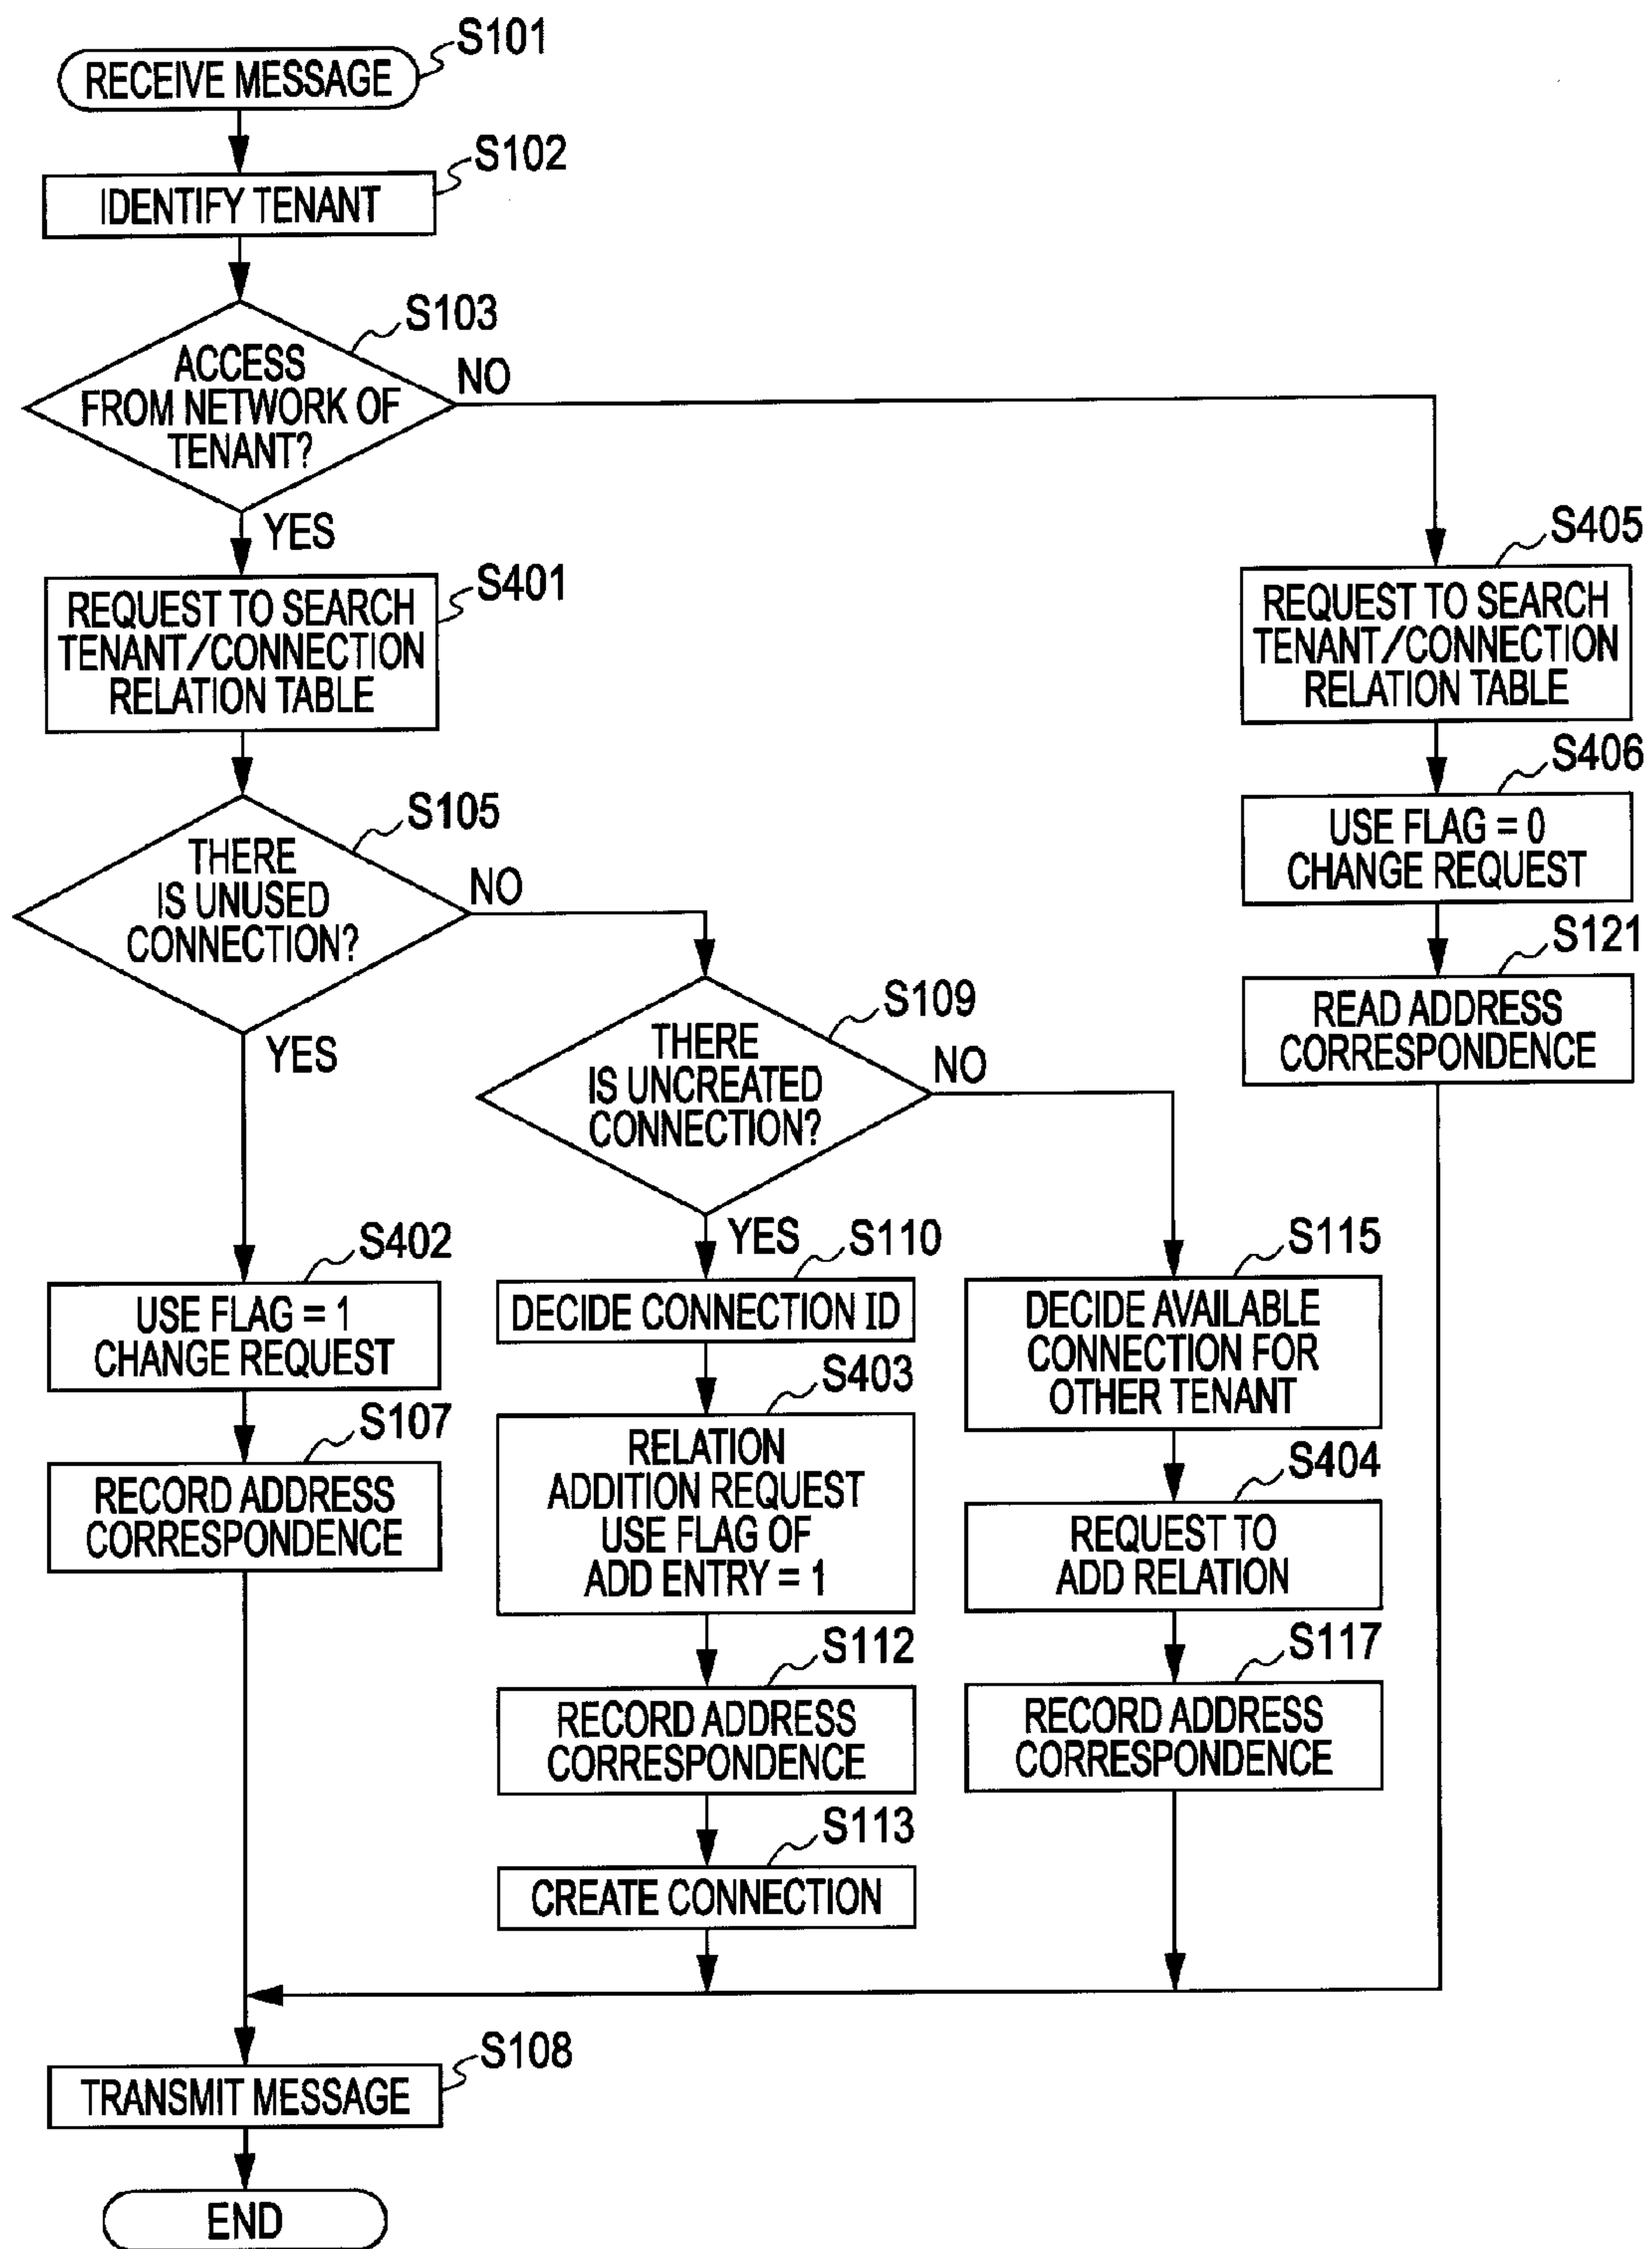 S101
RECEIVE MESSAGE
S102
IDENTIFY TENANT
S103
ACCESS
FROM NETWORK OF
TENANT?
NO
YES
S401
REQUEST TO SEARCH
TENANT/CONNECTION
RELATION TABLE
S405
REQUEST TO SEARCH
TENANT/CONNECTION
RELATION TABLE
S406
USE FLAG = 0
CHANGE REQUEST
S121
READ ADDRESS
CORRESPONDENCE
S105
THERE
IS UNUSED
CONNECTION?
NO
YES
S109
THERE
IS UNCREATED
CONNECTION?
NO
YES
S402
USE FLAG = 1
CHANGE REQUEST
S107
RECORD ADDRESS
CORRESPONDENCE
S110
DECIDE CONNECTION ID
S403
RELATION
ADDITION REQUEST
USE FLAG OF
ADD ENTRY = 1
S112
RECORD ADDRESS
CORRESPONDENCE
S113
CREATE CONNECTION
S115
DECIDE AVAILABLE
CONNECTION FOR
OTHER TENANT
S404
REQUEST TO
ADD RELATION
S117
RECORD ADDRESS
CORRESPONDENCE
S108
TRANSMIT MESSAGE
END